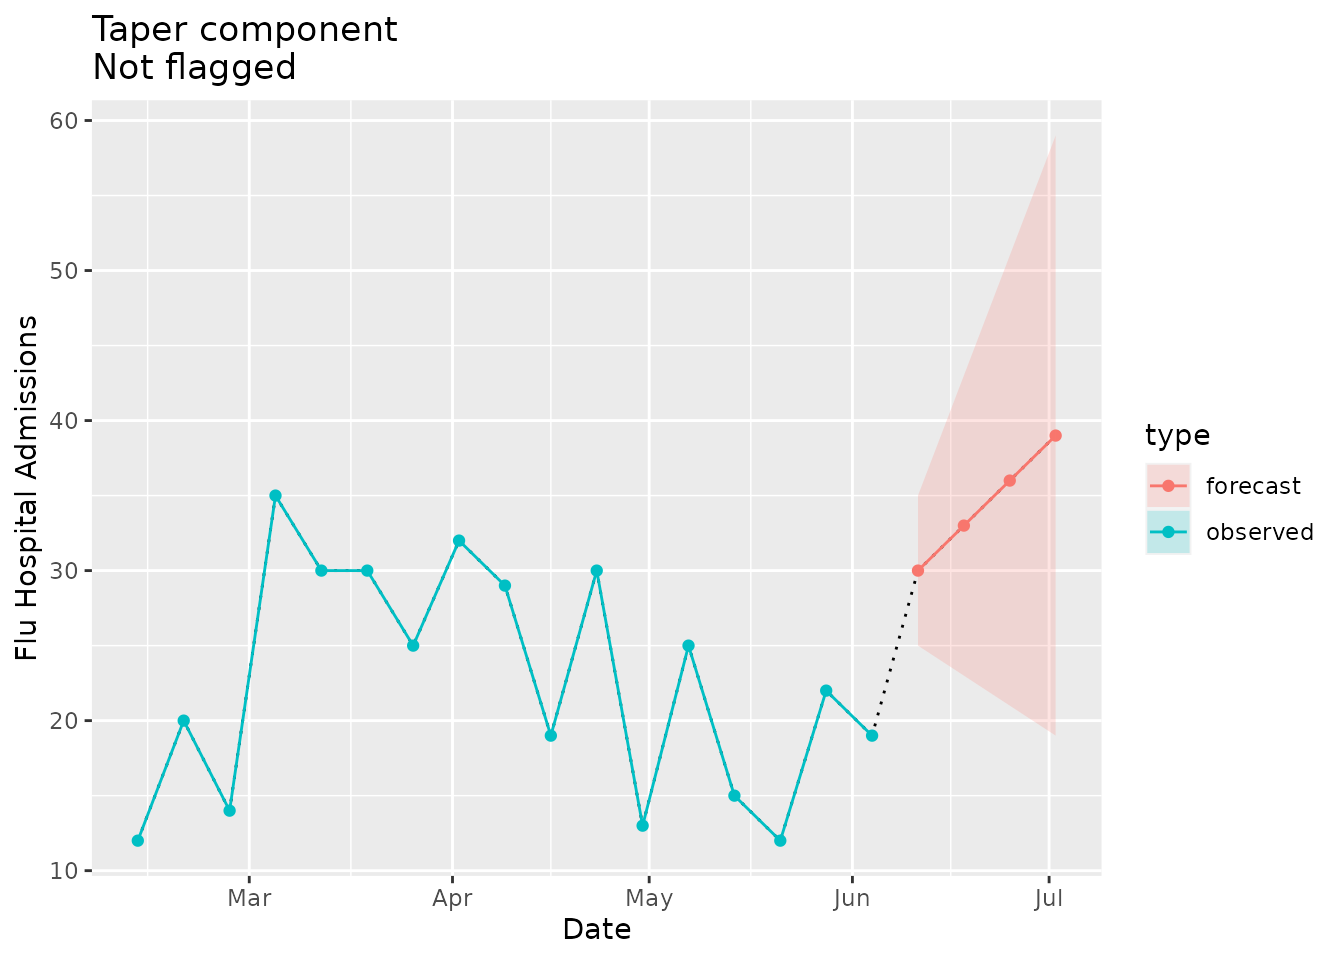 Taper component
Not flagged
60
50
40
30
20
10
Flu Hospital Admissions
Mar
Apr
May
Jun
Jul
Date
type
forecast
observed